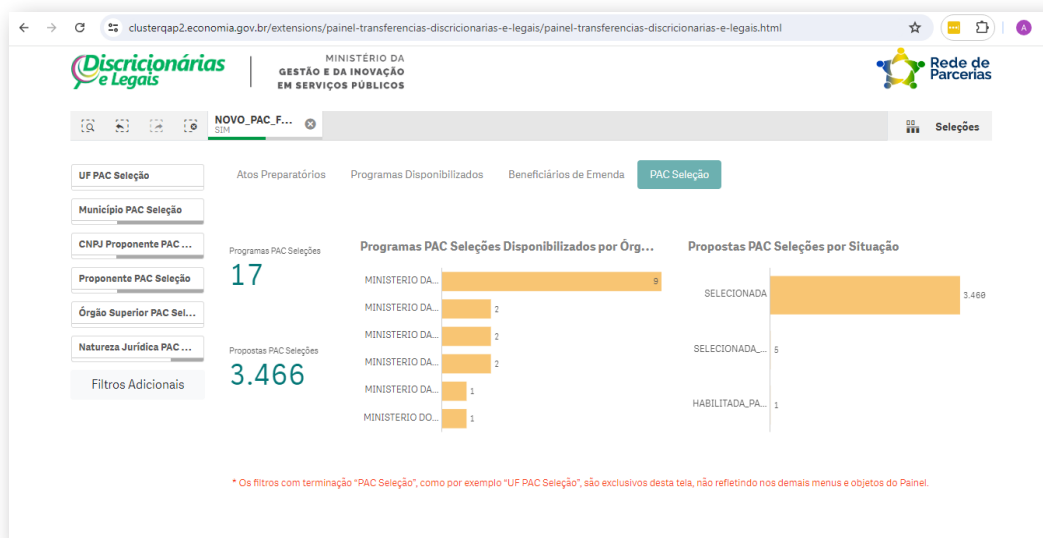 clusterqap2.economia.gov.br/extensions/painel-transferencias-discricionarias-e-legais/painel-transferencias-discricionarias-e-legais.html
A
Discricionárias
e Legais
MINISTÉRIO DA
GESTÃO E DA INOVAÇÃO
EM SERVIÇOS PÚBLICOS
Rede de
Parcerias
NOVO_PAC_F...
SIM
Seleções
UF PAC Seleção
Município PAC Seleção
CNPJ Proponente PAC ...
Proponente PAC Seleção
Órgão Superior PAC Sel...
Natureza Jurídica PAC ...
Filtros Adicionais
Atos Preparatórios Programas Disponibilizados Beneficiários de Emenda PAC Seleção
Programas PAC Seleções
17
Propostas PAC Seleções
3.466
Programas PAC Seleções Disponibilizados por Órg...
MINISTERIO DA... 9
MINISTERIO DA... 2
MINISTERIO DA... 2
MINISTERIO DA... 2
MINISTERIO DA... 1
MINISTERIO DO... 1
Propostas PAC Seleções por Situação
SELECIONADA 3.460
SELECIONADA_... 5
HABILITADA_PA... 1
* Os filtros com terminação "PAC Seleção", como por exemplo "UF PAC Seleção", são exclusivos desta tela, não refletindo nos demais menus e objetos do Painel.